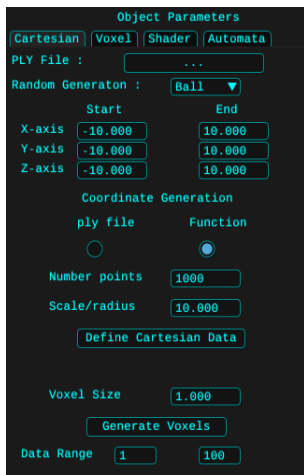 Object Parameters
Cartesian Voxel Shader Automata
PLY File : ...
Random Generaton : Ball ▼
Start End
X-axis -10.000 10.000
Y-axis -10.000 10.000
Z-axis -10.000 10.000
Coordinate Generation
ply file Function
Number points 1000
Scale/radius 10.000
Define Cartesian Data
Voxel Size 1.000
Generate Voxels
Data Range 1 100